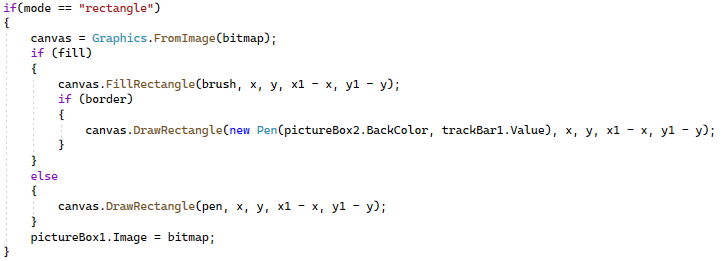 if(mode == "rectangle")
{
    canvas = Graphics.FromImage(bitmap);
    if (fill)
    {
        canvas.FillRectangle(brush, x, y, x1 - x, y1 - y);
        if (border)
        {
            canvas.DrawRectangle(new Pen(pictureBox2.BackColor, trackBar1.Value), x, y, x1 - x, y1 - y);
        }
    }
    else
    {
        canvas.DrawRectangle(pen, x, y, x1 - x, y1 - y);
    }
    pictureBox1.Image = bitmap;
}